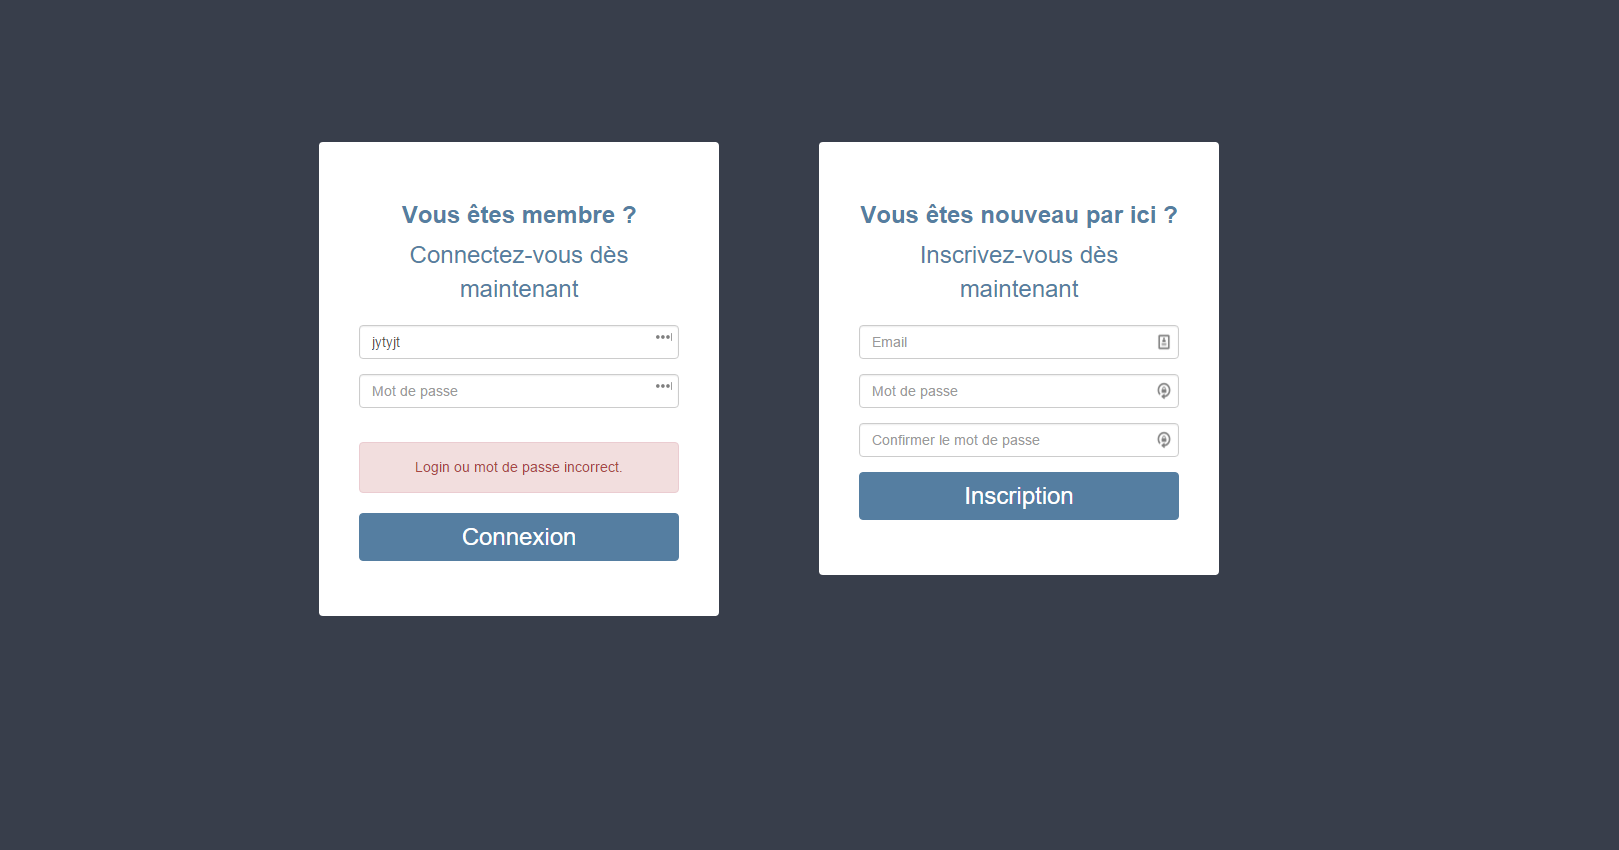 Vous êtes membre ?
Connectez-vous dès
maintenant
jytyjt
Mot de passe
Login ou mot de passe incorrect.
Connexion
Vous êtes nouveau par ici ?
Inscrivez-vous dès
maintenant
Email
Mot de passe
Confirmer le mot de passe
Inscription